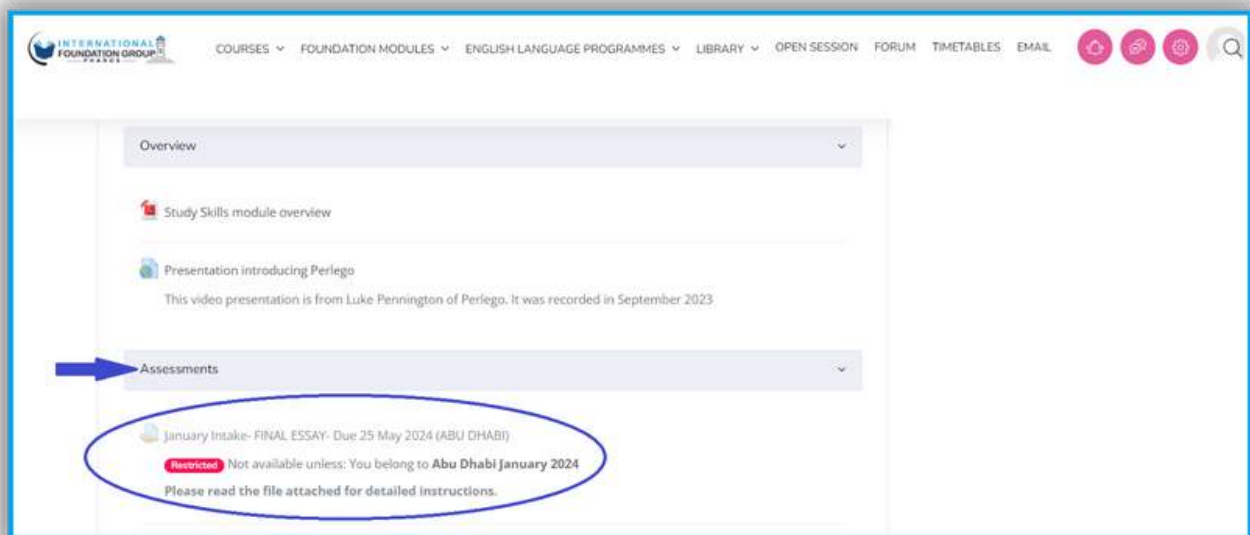 INTERNATIONAL
FOUNDATION GROUP
PHAROS
COURSES FOUNDATION MODULES ENGLISH LANGUAGE PROGRAMMES LIBRARY OPEN SESSION FORUM TIMETABLES EMAIL
Overview
Study Skills module overview
Presentation introducing Perlego
This video presentation is from Luke Pennington of Perlego. It was recorded in September 2023
Assessments
January Intake- FINAL ESSAY- Due 25 May 2024 (ABU DHABI)
Restricted Not available unless: You belong to Abu Dhabi January 2024
Please read the file attached for detailed instructions.